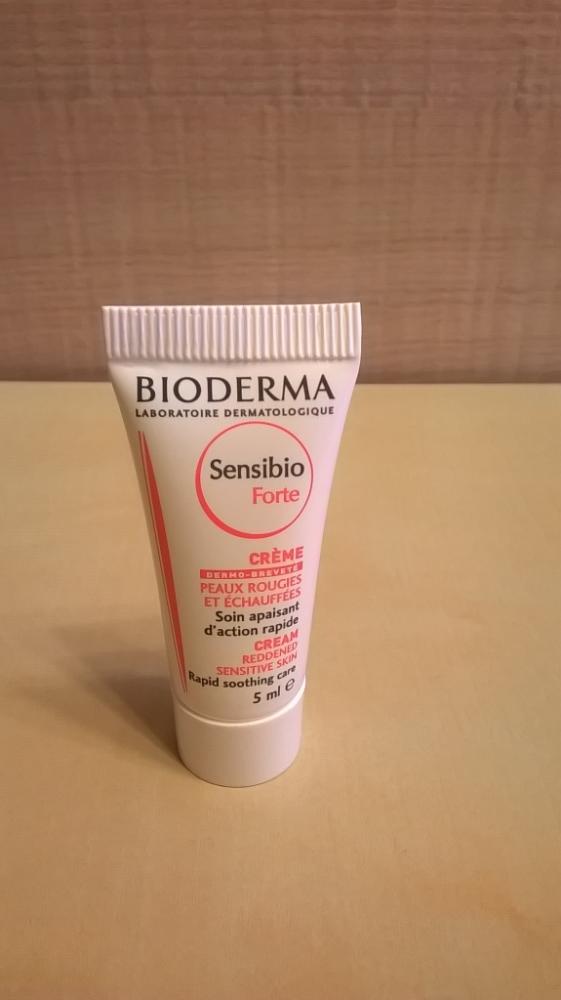 BIODERMA
LABORATOIRE DERMATOLOGIQUE
Sensibio
Forte
CRÈME
DERMO-BREVETÉ
PEAUX ROUGIES
ET ÉCHAUFFÉES
Soin apaisant
d'action rapide
CREAM
REDDENED
SENSITIVE SKIN
Rapid soothing care
5 ml ℮